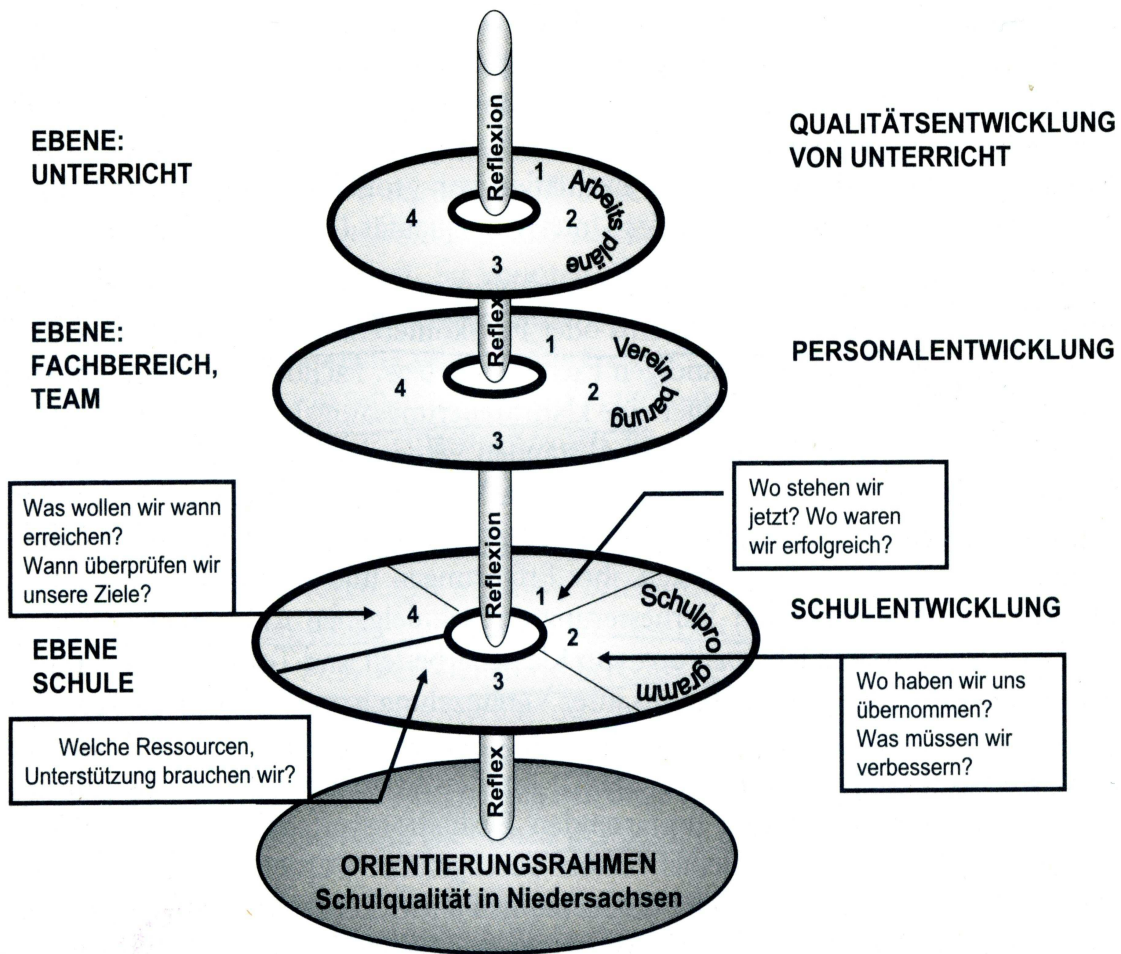 EBENE:
UNTERRICHT
QUALITÄTSENTWICKLUNG
VON UNTERRICHT
Reflexion
1
2
3
4
Arbeits pläne
EBENE:
FACHBEREICH,
TEAM
PERSONALENTWICKLUNG
Reflex
1
2
3
4
Verein barung
Was wollen wir wann
erreichen?
Wann überprüfen wir
unsere Ziele?
Wo stehen wir
jetzt? Wo waren
wir erfolgreich?
Reflexion
1
2
3
4
Schulpro gramm
EBENE
SCHULE
SCHULENTWICKLUNG
Welche Ressourcen,
Unterstützung brauchen wir?
Wo haben wir uns
übernommen?
Was müssen wir
verbessern?
Reflex
ORIENTIERUNGSRAHMEN
Schulqualität in Niedersachsen